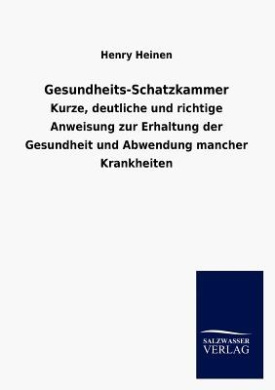 Henry Heinen
Gesundheits-Schatzkammer
Kurze, deutliche und richtige
Anweisung zur Erhaltung der
Gesundheit und Abwendung mancher
Krankheiten
SALZWASSER
VERLAG